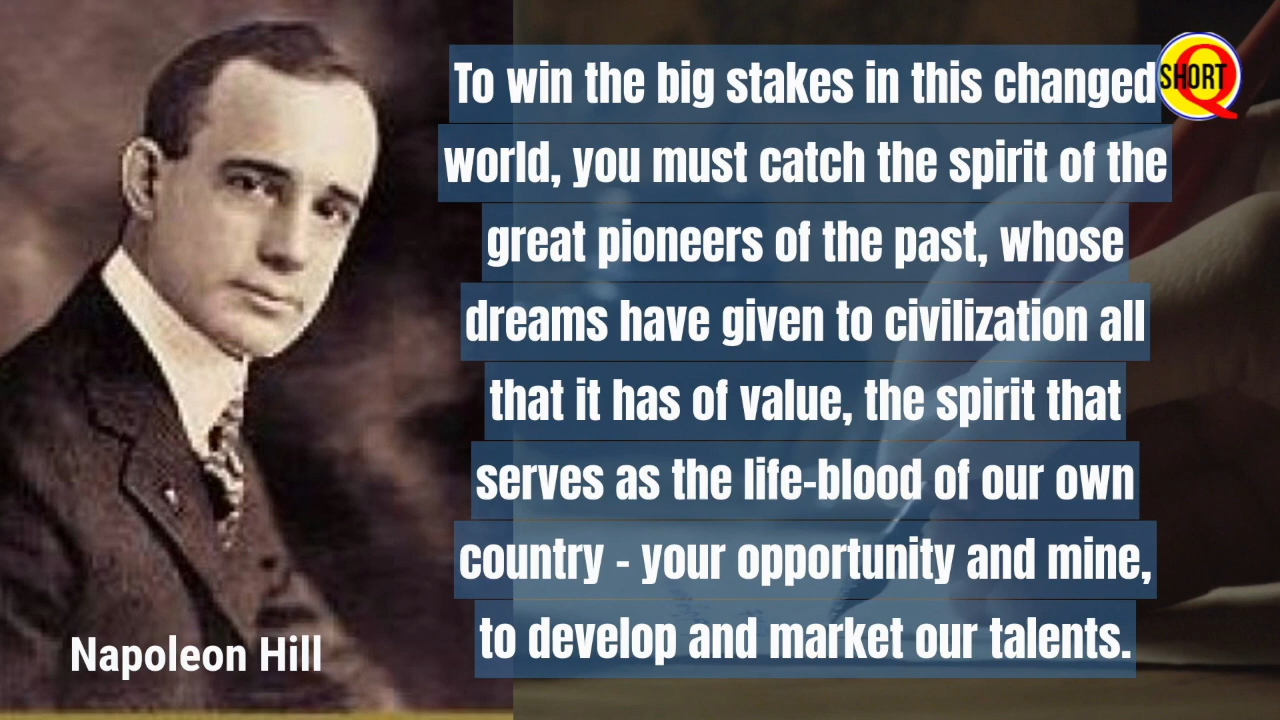 To win the big stakes in this changed
world, you must catch the spirit of the
great pioneers of the past, whose
dreams have given to civilization all
that it has of value, the spirit that
serves as the life-blood of our own
country - your opportunity and mine,
to develop and market our talents.
SHORT Q
Napoleon Hill